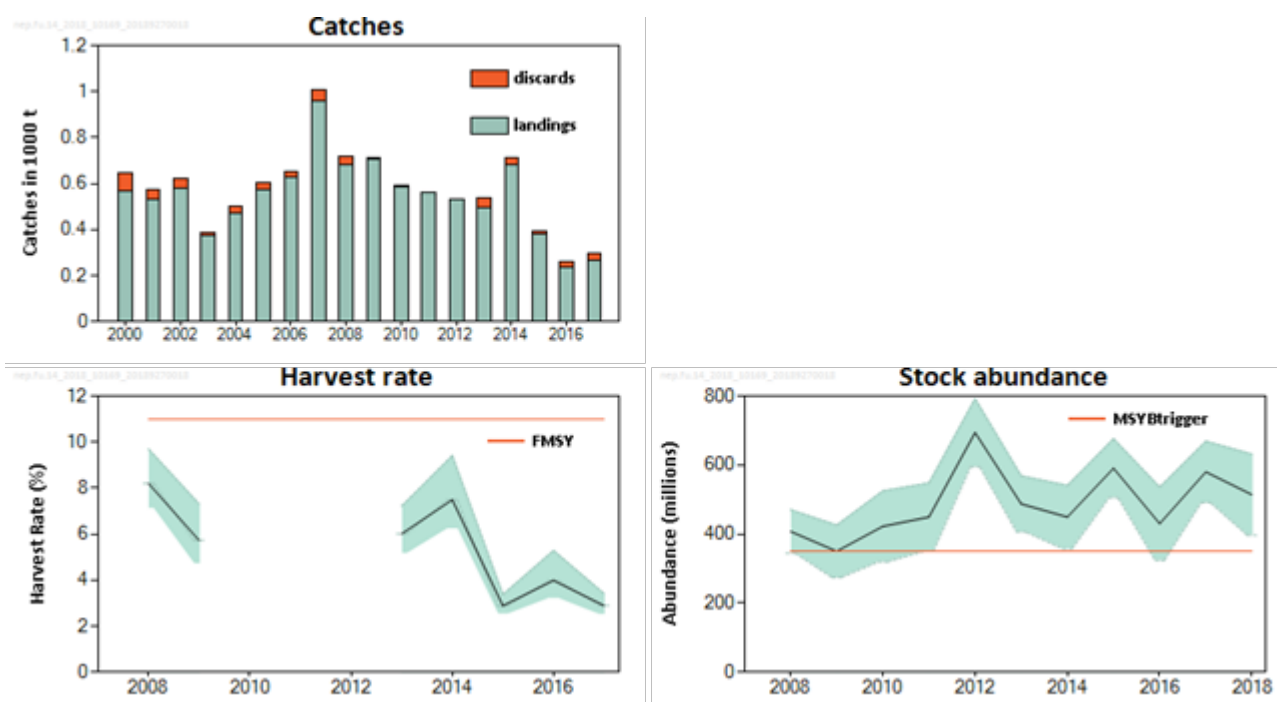 Catches
1.2
1
0.8
0.6
0.4
0.2
0
Catches in 1000 t
discards
landings
2000 2002 2004 2006 2008 2010 2012 2014 2016
Harvest rate
12
10
8
6
4
2
0
Harvest Rate (%)
FMSY
2008 2010 2012 2014 2016
Stock abundance
800
600
400
200
0
Abundance (millions)
MSYBtrigger
2008 2010 2012 2014 2016 2018